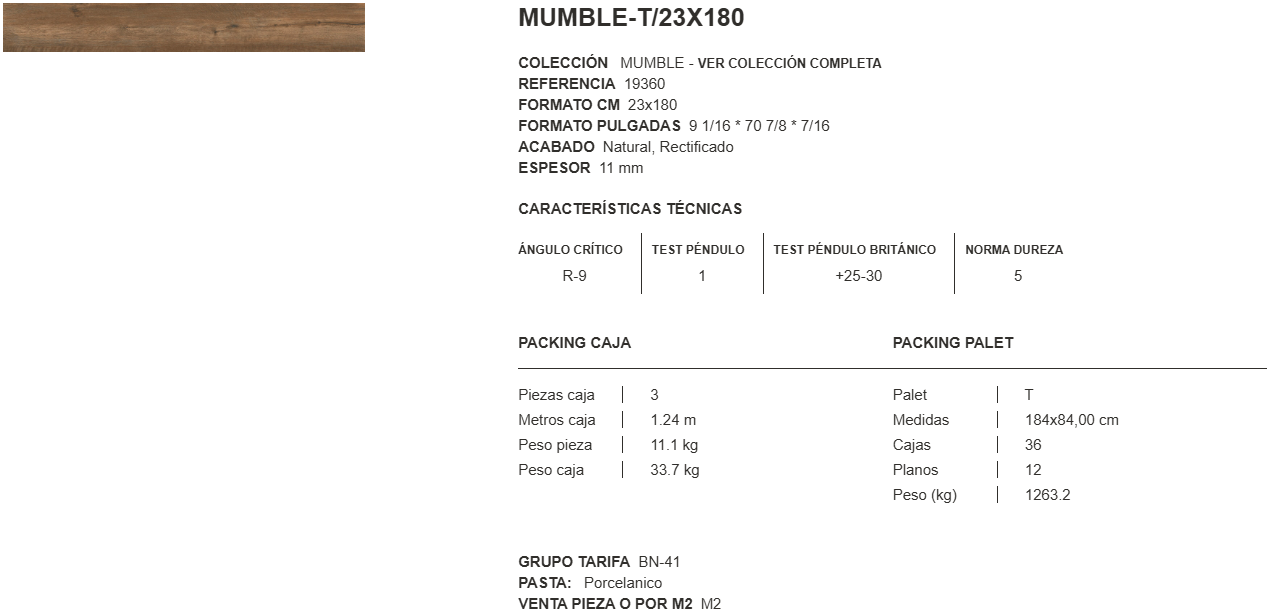 MUMBLE-T/23X180
COLECCIÓN MUMBLE - VER COLECCIÓN COMPLETA
REFERENCIA 19360
FORMATO CM 23x180
FORMATO PULGADAS 9 1/16 * 70 7/8 * 7/16
ACABADO Natural, Rectificado
ESPESOR 11 mm
CARACTERÍSTICAS TÉCNICAS
ÁNGULO CRÍTICO TEST PÉNDULO TEST PÉNDULO BRITÁNICO NORMA DUREZA
R-9 1 +25-30 5
PACKING CAJA PACKING PALET
Piezas caja 3 Palet T
Metros caja 1.24 m Medidas 184x84,00 cm
Peso pieza 11.1 kg Cajas 36
Peso caja 33.7 kg Planos 12
Peso (kg) 1263.2
GRUPO TARIFA BN-41
PASTA: Porcelanico
VENTA PIEZA O POR M2 M2